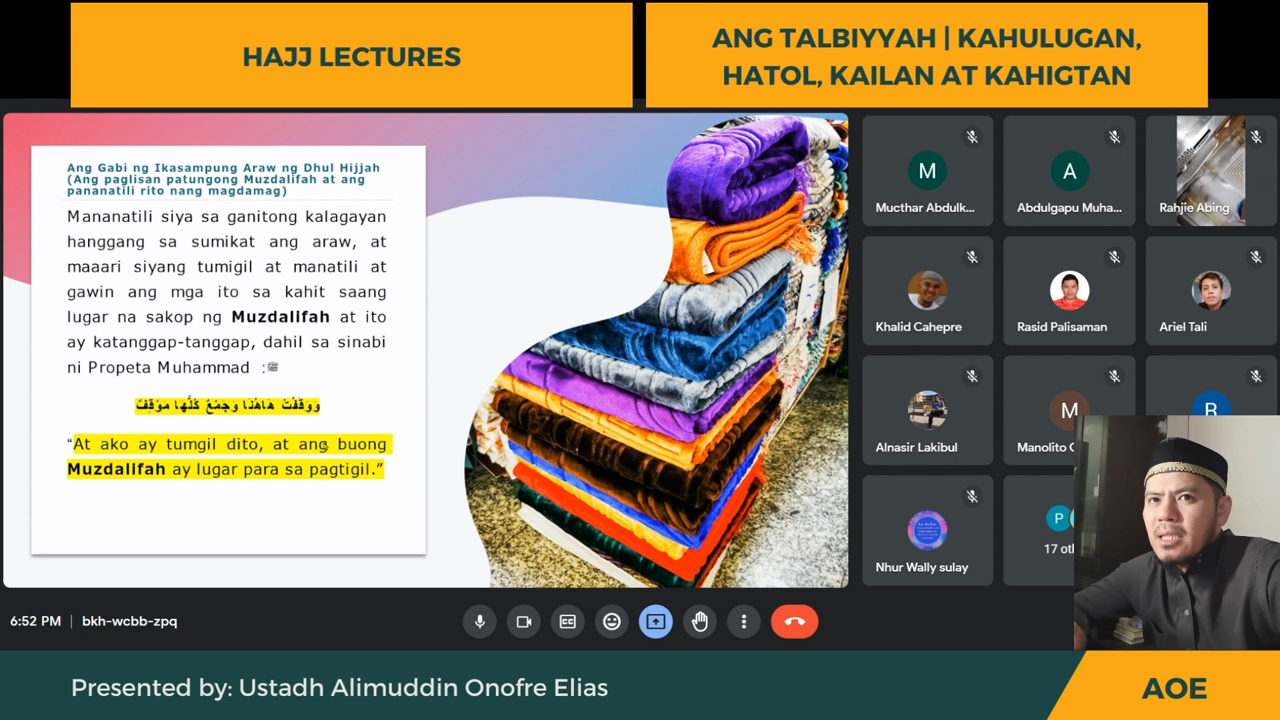 HAJJ LECTURES
ANG TALBIYYAH | KAHULUGAN,
HATOL, KAILAN AT KAHIGTAN
Ang Gabi ng Ikasampung Araw ng Dhul Hijjah
(Ang paglisan patungong Muzdalifah at ang
pananatili rito nang magdamag)
Mananatili siya sa ganitong kalagayan
hanggang sa sumikat ang araw, at
maaari siyang tumigil at manatili at
gawin ang mga ito sa kahit saang
lugar na sakop ng Muzdalifah at ito
ay katanggap-tanggap, dahil sa sinabi
ni Propeta Muhammad ﷺ:
وَوَقَفْتُ هَاهُنَا وَجَمْعٌ كُلُّهَا مَوْقِفٌ
“At ako ay tumgil dito, at ang buong
Muzdalifah ay lugar para sa pagtigil.”
M
Mucthar Abdulk...
A
Abdulgapu Muha...
Rahjie Abing
Khalid Cahepre
Rasid Palisaman
Ariel Tali
Alnasir Lakibul
M
Manolito
Nhur Wally sulay
P
17
6:52 PM | bkh-wcbb-zpq
Presented by: Ustadh Alimuddin Onofre Elias
AOE